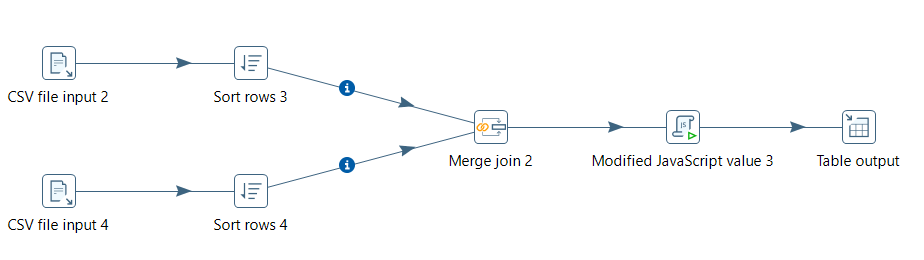 CSV file input 2
Sort rows 3
Merge join 2
Modified JavaScript value 3
Table output
CSV file input 4
Sort rows 4